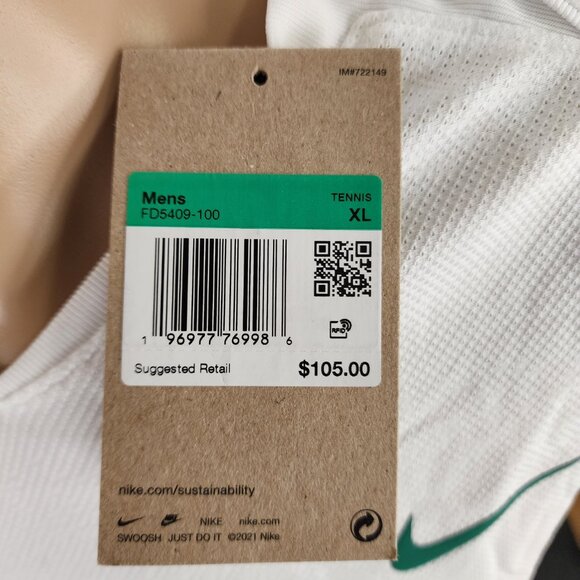 IM#722149
Mens TENNIS
FD5409-100 XL
1 96977 76998 6
RFID
Suggested Retail $105.00
nike.com/sustainability
NIKE nike.com
SWOOSH JUST DO IT ©2021 Nike